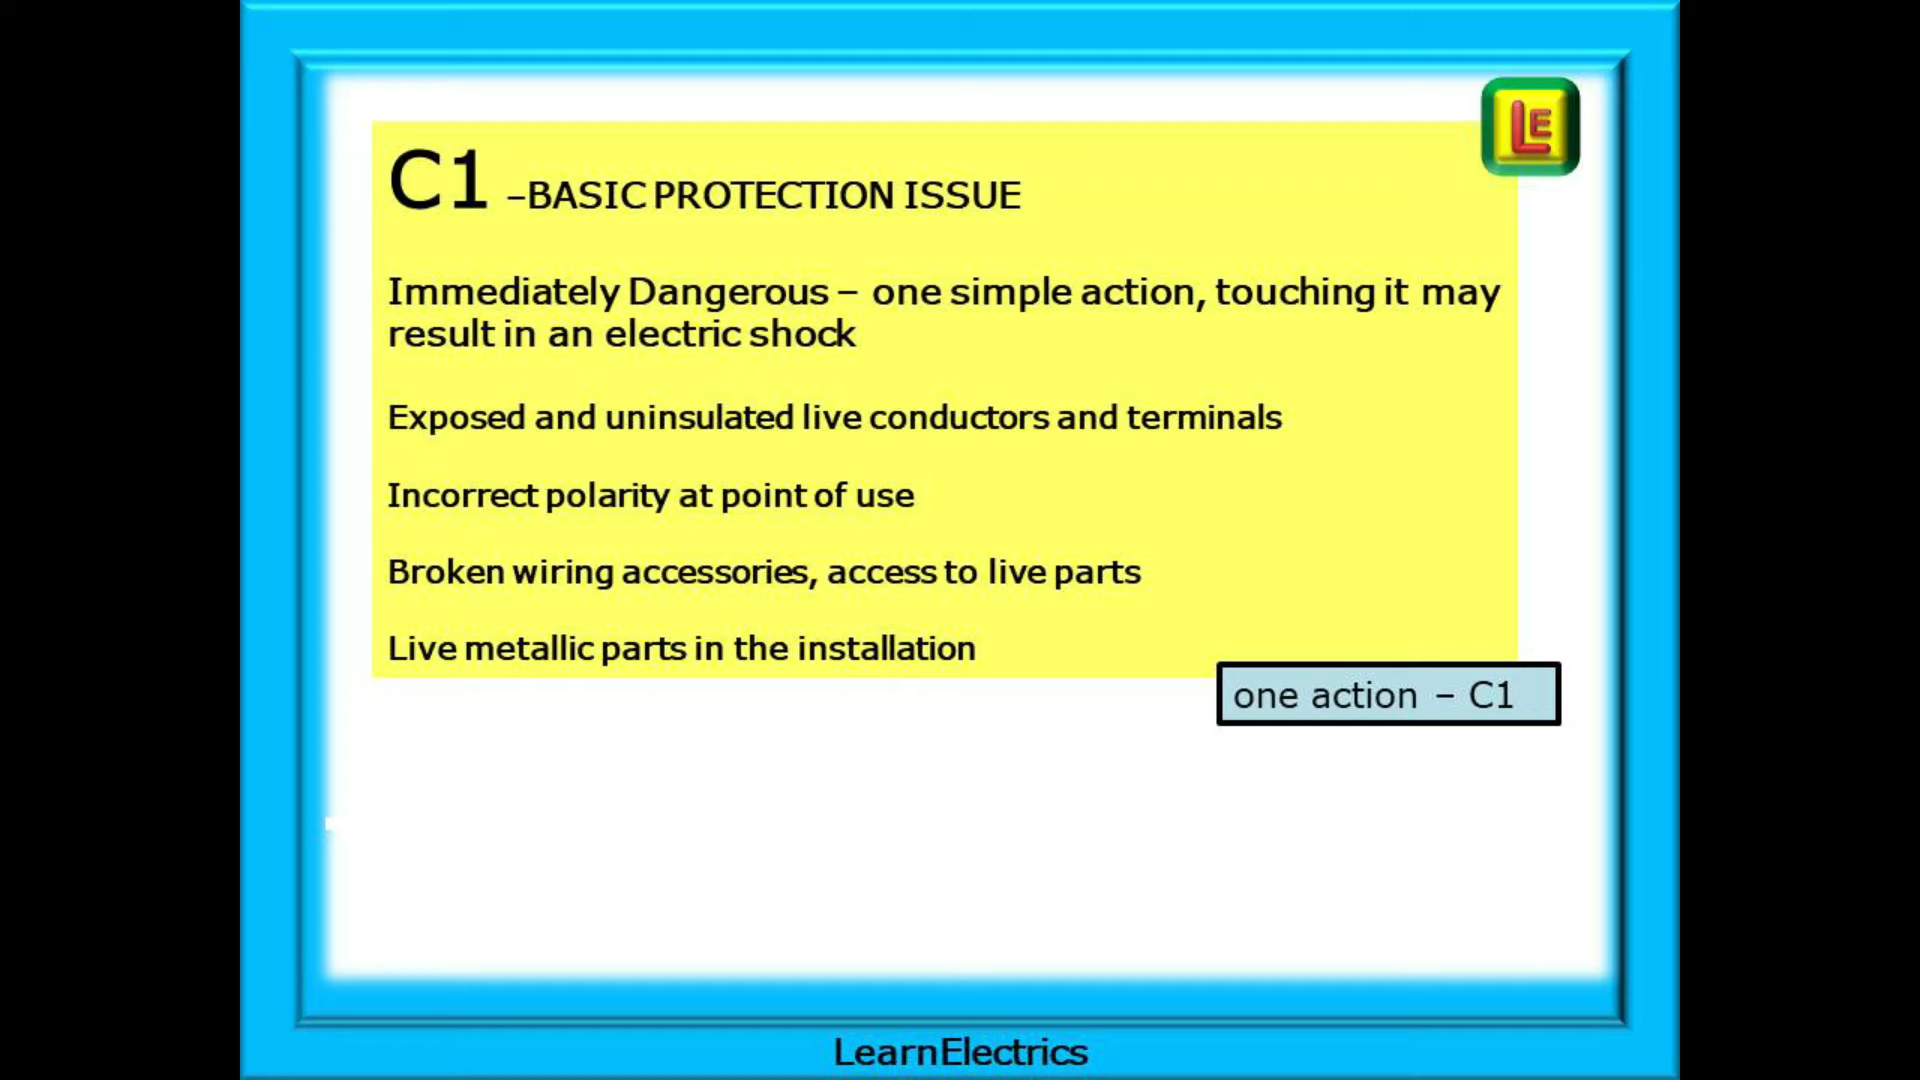 LE
C1 –BASIC PROTECTION ISSUE
Immediately Dangerous – one simple action, touching it may
result in an electric shock
Exposed and uninsulated live conductors and terminals
Incorrect polarity at point of use
Broken wiring accessories, access to live parts
Live metallic parts in the installation
one action – C1
LearnElectrics